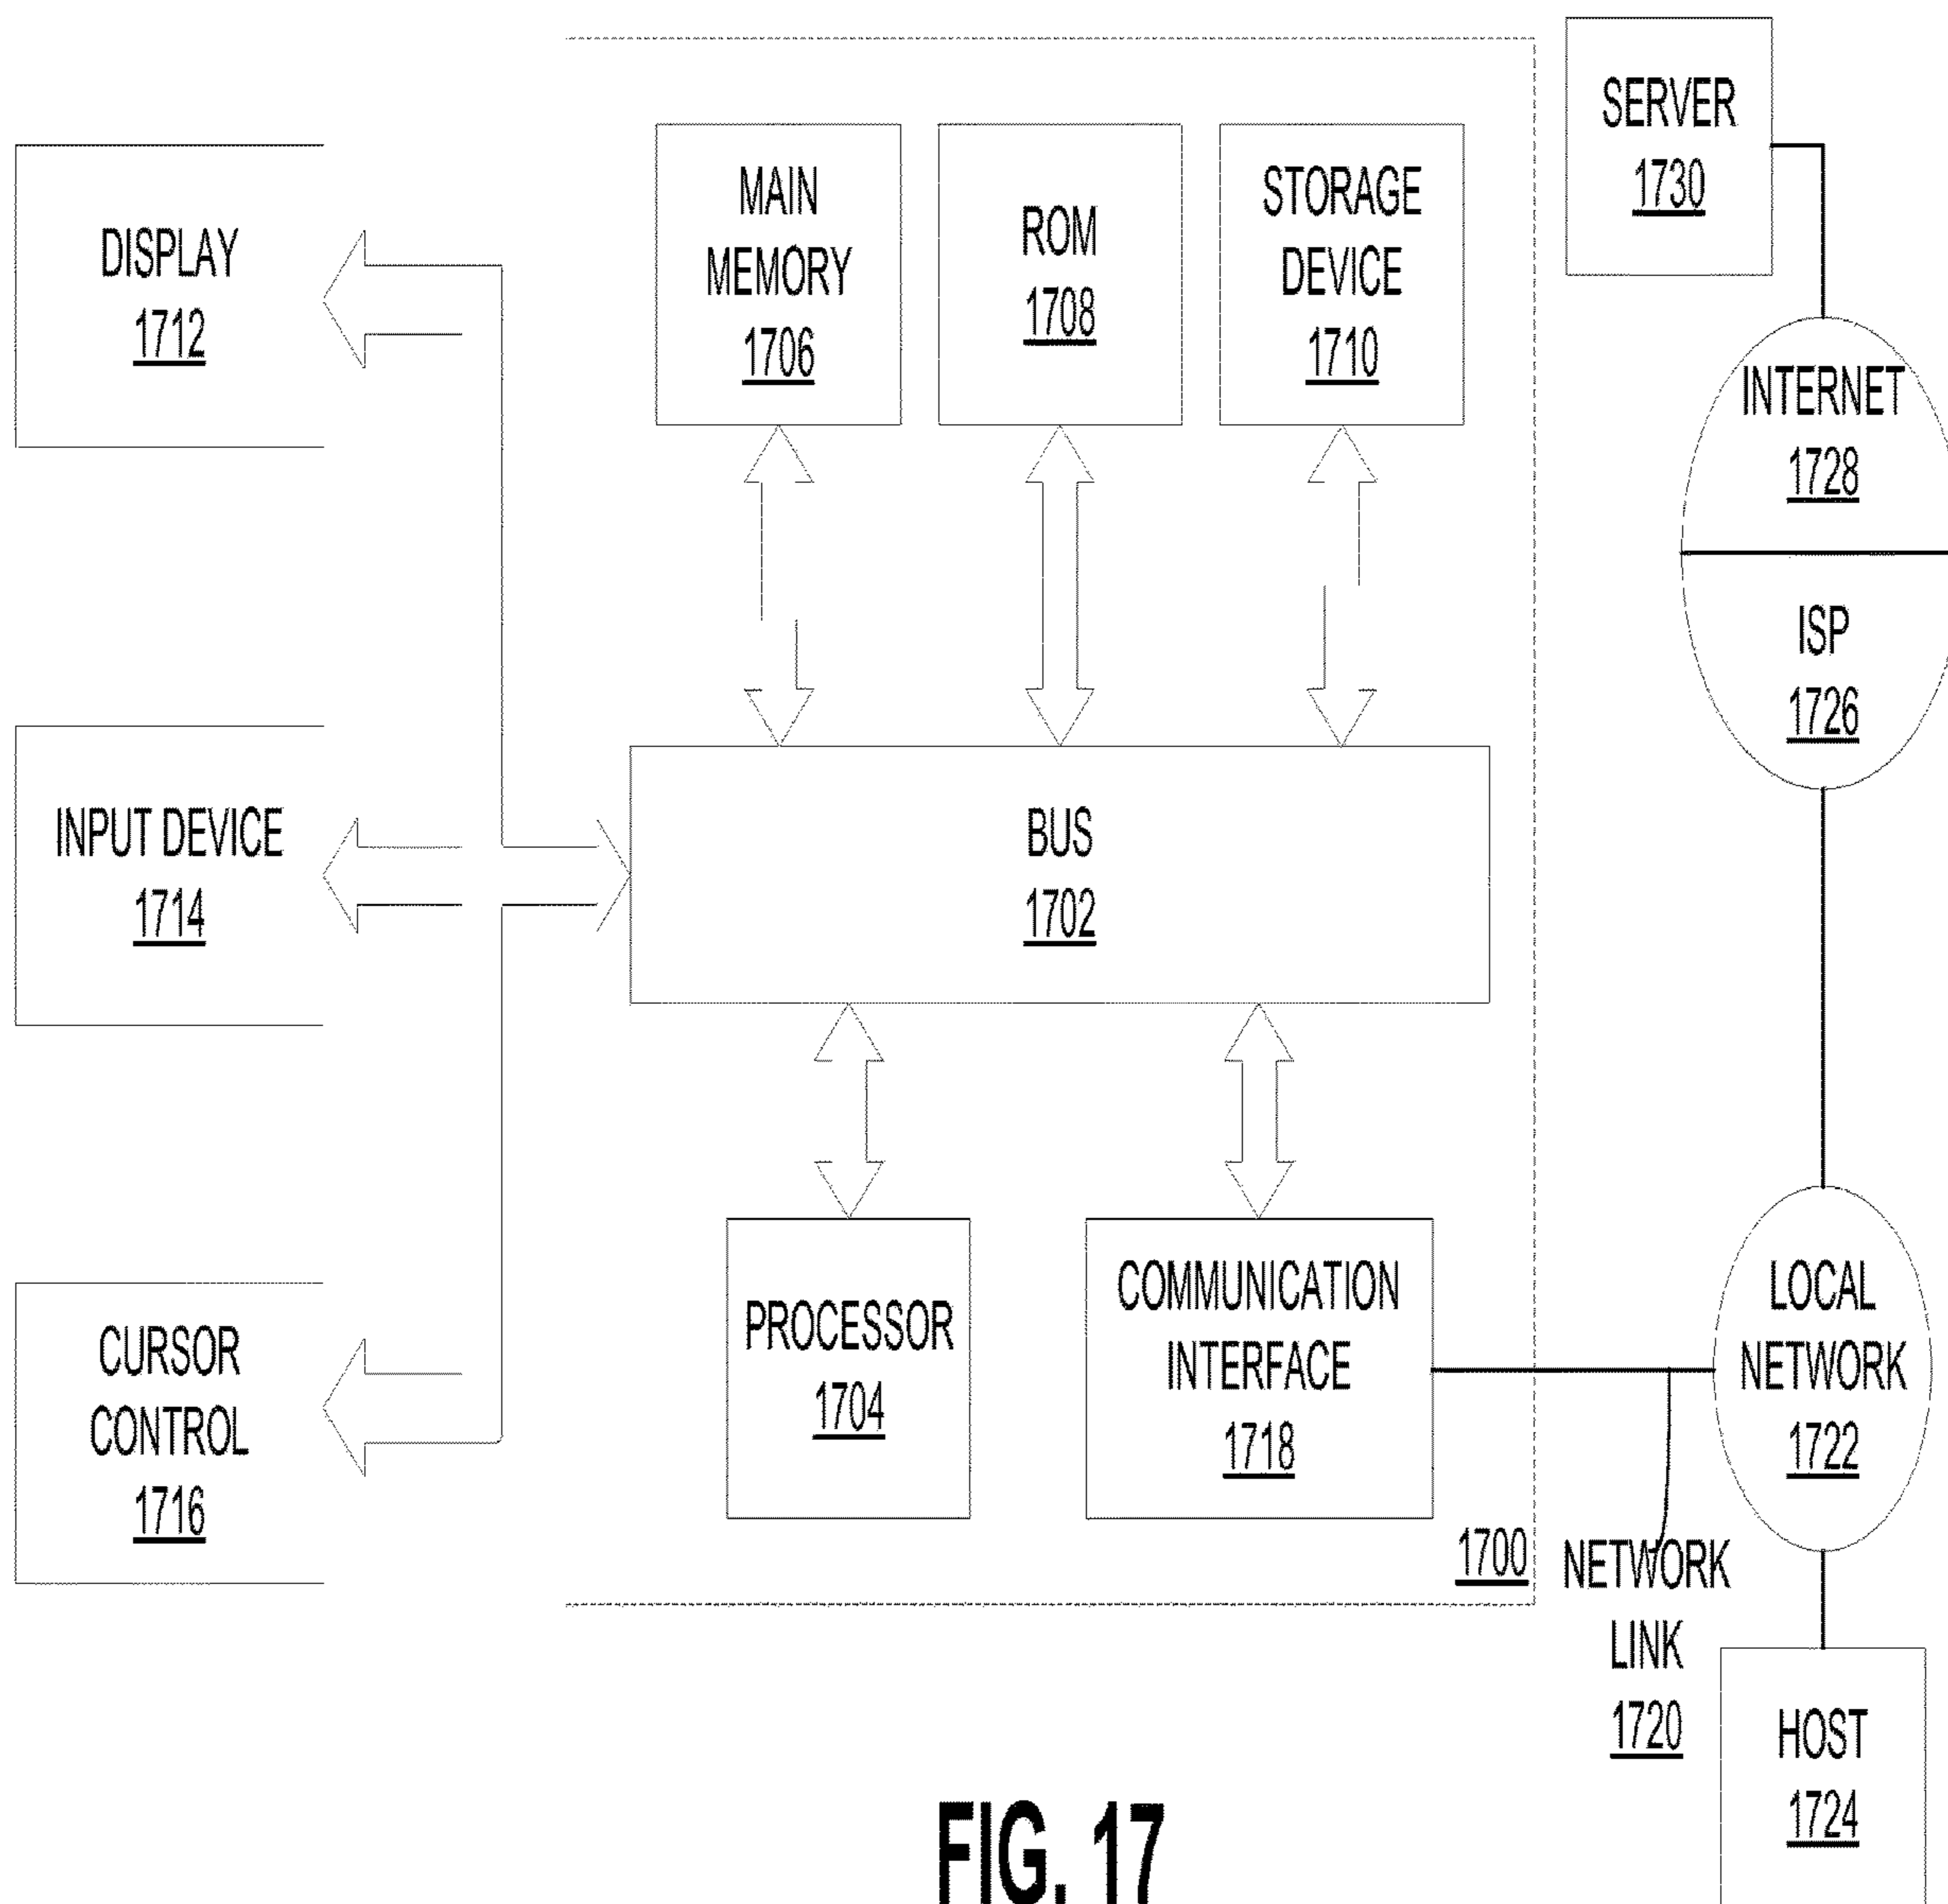 SERVER
1730
MAIN
MEMORY
1706
ROM
1708
STORAGE
DEVICE
1710
DISPLAY
1712
INTERNET
1728
ISP
1726
INPUT DEVICE
1714
BUS
1702
CURSOR
CONTROL
1716
PROCESSOR
1704
COMMUNICATION
INTERFACE
1718
LOCAL
NETWORK
1722
1700
NETWORK
LINK
1720
HOST
1724
FIG. 17